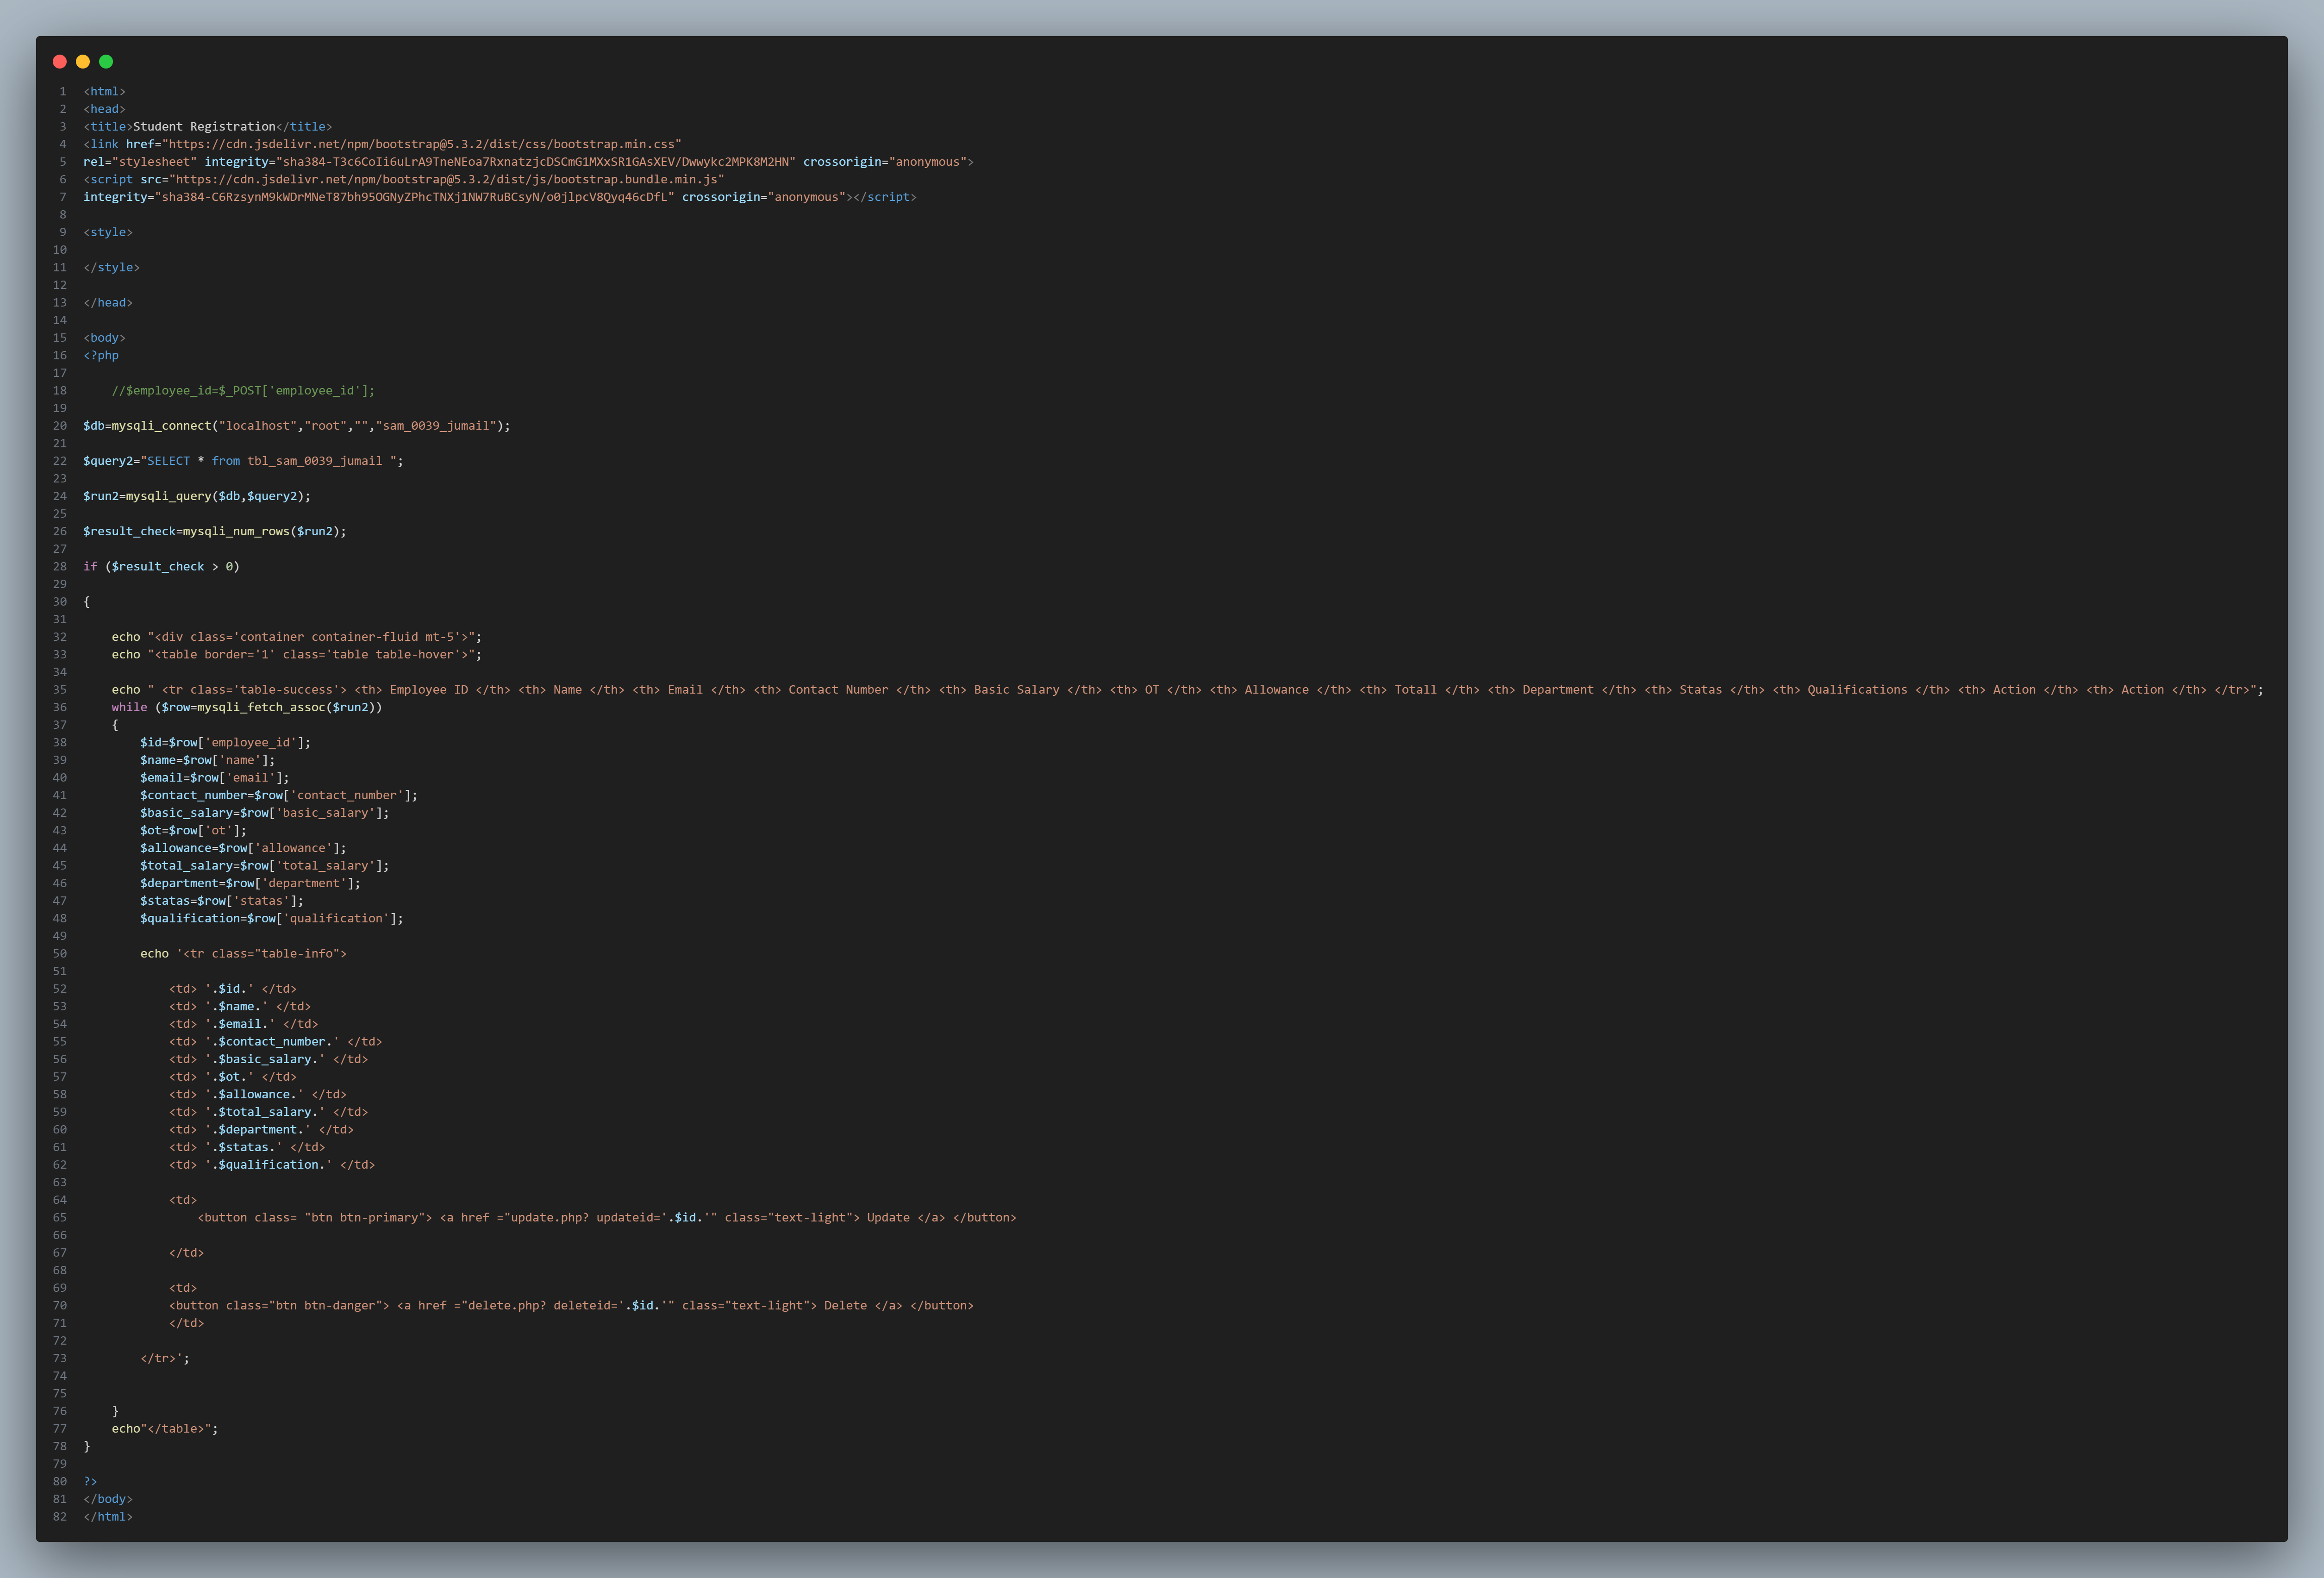 1 <html>
2 <head>
3 <title>Student Registration</title>
4 <link href="https://cdn.jsdelivr.net/npm/bootstrap@5.3.2/dist/css/bootstrap.min.css"
5 rel="stylesheet" integrity="sha384-T3c6CoIi6uLrA9TneNEoa7RxnatzjcDSCmG1MXxSR1GAsXEV/Dwwykc2MPK8M2HN" crossorigin="anonymous">
6 <script src="https://cdn.jsdelivr.net/npm/bootstrap@5.3.2/dist/js/bootstrap.bundle.min.js"
7 integrity="sha384-C6RzsynM9kWDrMNeT87bh95OGNyZPhcTNXj1NW7RuBCsyN/o0jlpcV8Qyq46cDfL" crossorigin="anonymous"></script>
8
9 <style>
10
11 </style>
12
13 </head>
14
15 <body>
16 <?php
17
18     //$employee_id=$_POST['employee_id'];
19
20 $db=mysqli_connect("localhost","root","","sam_0039_jumail");
21
22 $query2="SELECT * from tbl_sam_0039_jumail ";
23
24 $run2=mysqli_query($db,$query2);
25
26 $result_check=mysqli_num_rows($run2);
27
28 if ($result_check > 0)
29
30 {
31
32     echo "<div class='container container-fluid mt-5'>";
33     echo "<table border='1' class='table table-hover'>";
34
35     echo " <tr class='table-success'> <th> Employee ID </th> <th> Name </th> <th> Email </th> <th> Contact Number </th> <th> Basic Salary </th> <th> OT </th> <th> Allowance </th> <th> Totall </th> <th> Department </th> <th> Statas </th> <th> Qualifications </th> <th> Action </th> <th> Action </th> </tr>";
36     while ($row=mysqli_fetch_assoc($run2))
37     {
38         $id=$row['employee_id'];
39         $name=$row['name'];
40         $email=$row['email'];
41         $contact_number=$row['contact_number'];
42         $basic_salary=$row['basic_salary'];
43         $ot=$row['ot'];
44         $allowance=$row['allowance'];
45         $total_salary=$row['total_salary'];
46         $department=$row['department'];
47         $statas=$row['statas'];
48         $qualification=$row['qualification'];
49
50         echo '<tr class="table-info">
51
52             <td> '.$id.' </td>
53             <td> '.$name.' </td>
54             <td> '.$email.' </td>
55             <td> '.$contact_number.' </td>
56             <td> '.$basic_salary.' </td>
57             <td> '.$ot.' </td>
58             <td> '.$allowance.' </td>
59             <td> '.$total_salary.' </td>
60             <td> '.$department.' </td>
61             <td> '.$statas.' </td>
62             <td> '.$qualification.' </td>
63
64             <td>
65                 <button class= "btn btn-primary"> <a href ="update.php? updateid='.$id.'" class="text-light"> Update </a> </button>
66
67             </td>
68
69             <td>
70             <button class="btn btn-danger"> <a href ="delete.php? deleteid='.$id.'" class="text-light"> Delete </a> </button>
71             </td>
72
73         </tr>';
74
75
76     }
77     echo"</table>";
78 }
79
80 ?>
81 </body>
82 </html>